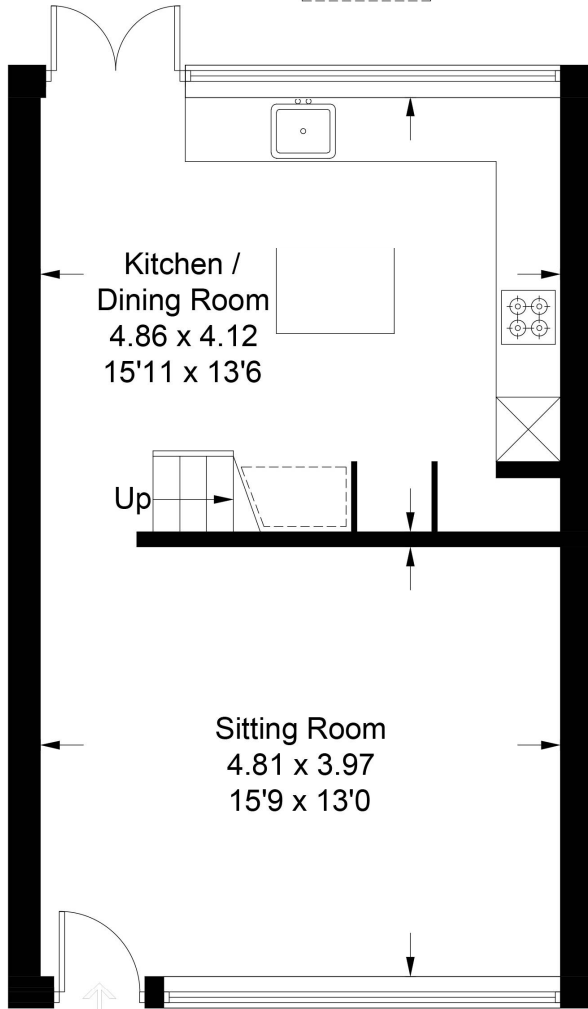 Kitchen /
Dining Room
4.86 x 4.12
15'11 x 13'6
Up
Sitting Room
4.81 x 3.97
15'9 x 13'0